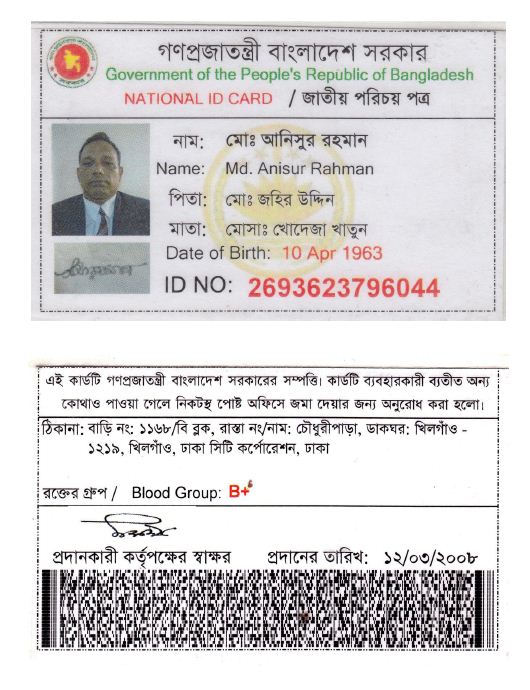 গণপ্রজাতন্ত্রী বাংলাদেশ সরকার
Government of the People's Republic of Bangladesh
NATIONAL ID CARD / জাতীয় পরিচয় পত্র
নাম: মোঃ আনিসুর রহমান
Name: Md. Anisur Rahman
পিতা: মোঃ জহির উদ্দিন
মাতা: মোসাঃ খোদেজা খাতুন
Date of Birth: 10 Apr 1963
ID NO: 2693623796044
এই কার্ডটি গণপ্রজাতন্ত্রী বাংলাদেশ সরকারের সম্পত্তি। কার্ডটি ব্যবহারকারী ব্যতীত অন্য
কোথাও পাওয়া গেলে নিকটস্থ পোষ্ট অফিসে জমা দেয়ার জন্য অনুরোধ করা হলো।
ঠিকানা: বাড়ি নং: ১১৬৮/বি ব্লক, রাস্তা নং/নাম: চৌধুরীপাড়া, ডাকঘর: খিলগাঁও -
১২১৯, খিলগাঁও, ঢাকা সিটি কর্পোরেশন, ঢাকা
রক্তের গ্রুপ / Blood Group: B+
প্রদানকারী কর্তৃপক্ষের স্বাক্ষর প্রদানের তারিখ: ১২/০৩/২০০৮